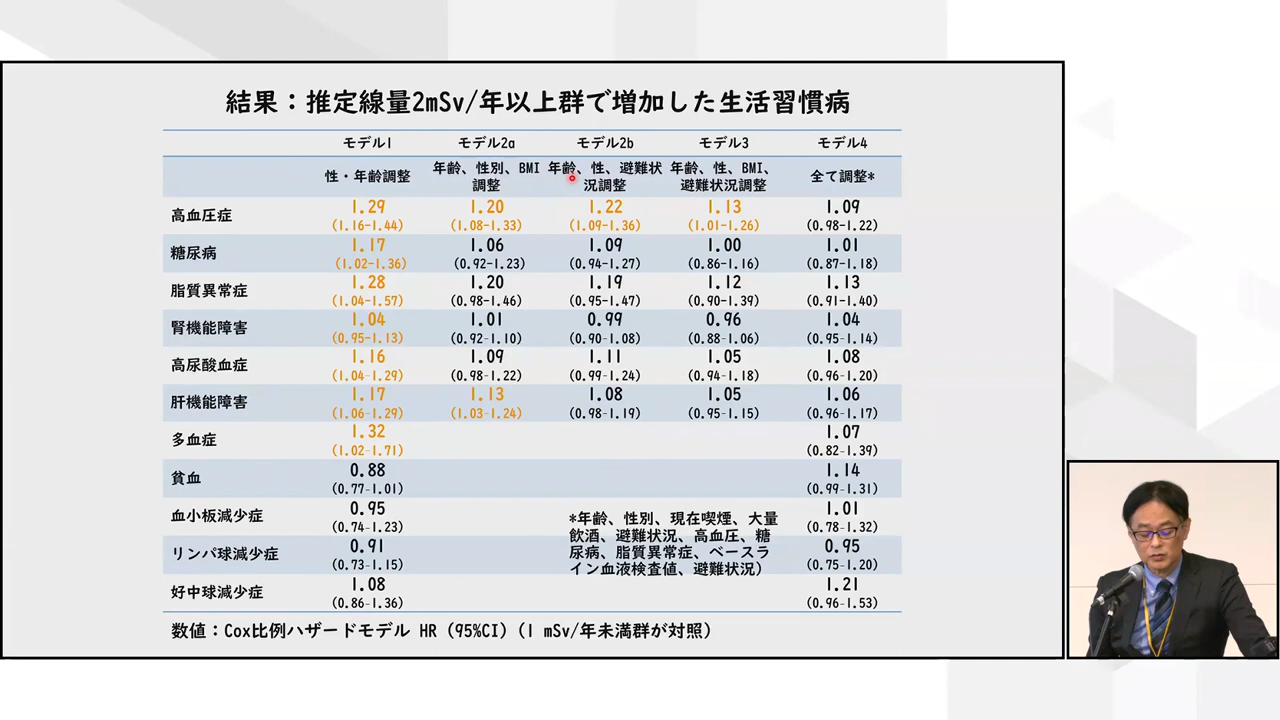 結果：推定線量2mSv/年以上群で増加した生活習慣病
モデル1 モデル2a モデル2b モデル3 モデル4
性・年齢調整 年齢、性別、BMI調整 年齢、性、避難状況調整 年齢、性、BMI、避難状況調整 全て調整*
高血圧症 1.29 (1.16-1.44) 1.20 (1.08-1.33) 1.22 (1.09-1.36) 1.13 (1.01-1.26) 1.09 (0.98-1.22)
糖尿病 1.17 (1.02-1.36) 1.06 (0.92-1.23) 1.09 (0.94-1.27) 1.00 (0.86-1.16) 1.01 (0.87-1.18)
脂質異常症 1.28 (1.04-1.57) 1.20 (0.98-1.46) 1.19 (0.95-1.47) 1.12 (0.90-1.39) 1.13 (0.91-1.40)
腎機能障害 1.04 (0.95-1.13) 1.01 (0.92-1.10) 0.99 (0.90-1.08) 0.96 (0.88-1.06) 1.04 (0.95-1.14)
高尿酸血症 1.16 (1.04-1.29) 1.09 (0.98-1.22) 1.11 (0.99-1.24) 1.05 (0.94-1.18) 1.08 (0.96-1.20)
肝機能障害 1.17 (1.06-1.29) 1.13 (1.03-1.24) 1.08 (0.98-1.19) 1.05 (0.95-1.15) 1.06 (0.96-1.17)
多血症 1.32 (1.02-1.71) 1.07 (0.82-1.39)
貧血 0.88 (0.77-1.01) 1.14 (0.99-1.31)
血小板減少症 0.95 (0.74-1.23) 1.01 (0.78-1.32)
リンパ球減少症 0.91 (0.73-1.15) 0.95 (0.75-1.20)
好中球減少症 1.08 (0.86-1.36) 1.21 (0.96-1.53)
*年齢、性別、現在喫煙、大量
飲酒、避難状況、高血圧、糖
尿病、脂質異常症、ベースラ
イン血液検査値、避難状況）
数値：Cox比例ハザードモデル HR（95%CI）（1 mSv/年未満群が対照）